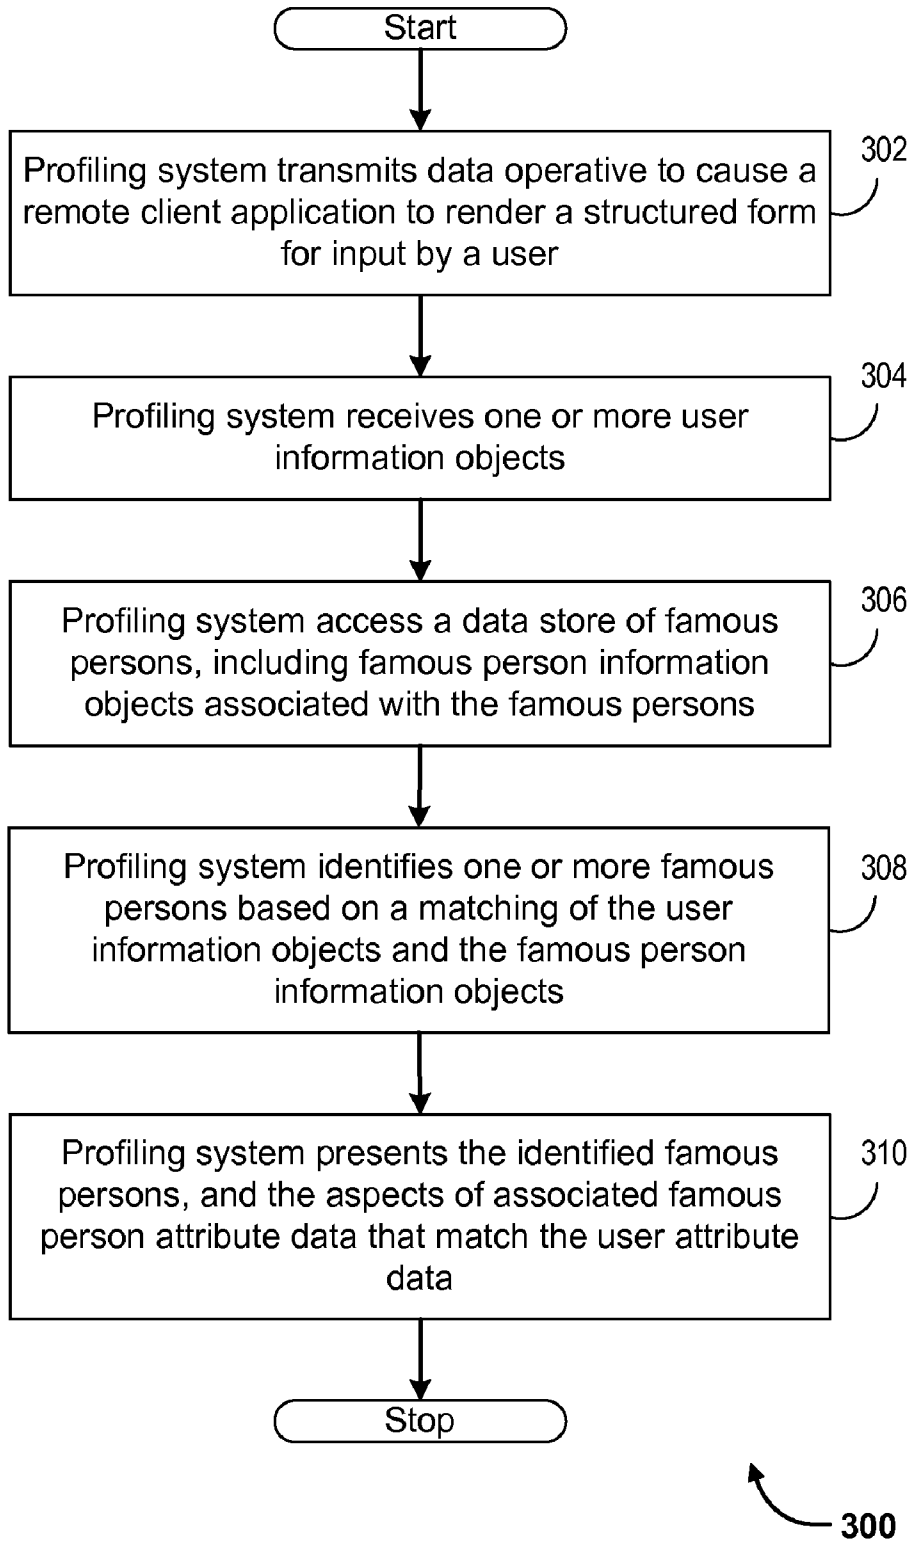 Start
302
Profiling system transmits data operative to cause a
remote client application to render a structured form
for input by a user
304
Profiling system receives one or more user
information objects
306
Profiling system access a data store of famous
persons, including famous person information
objects associated with the famous persons
308
Profiling system identifies one or more famous
persons based on a matching of the user
information objects and the famous person
information objects
310
Profiling system presents the identified famous
persons, and the aspects of associated famous
person attribute data that match the user attribute
data
Stop
300